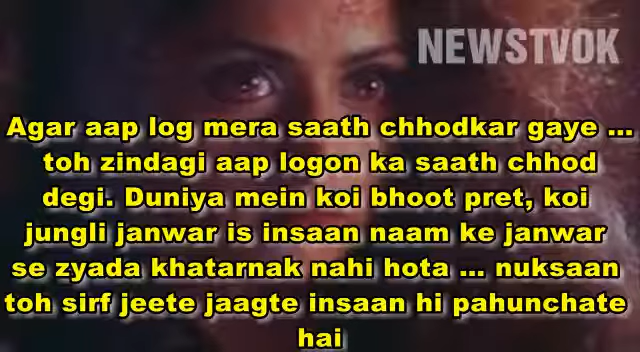 NEWSTVOK
Agar aap log mera saath chhodkar gaye ...
toh zindagi aap logon ka saath chhod
degi. Duniya mein koi bhoot pret, koi
jungli janwar is insaan naam ke janwar
se zyada khatarnak nahi hota ... nuksaan
toh sirf jeete jaagte insaan hi pahunchate
hai